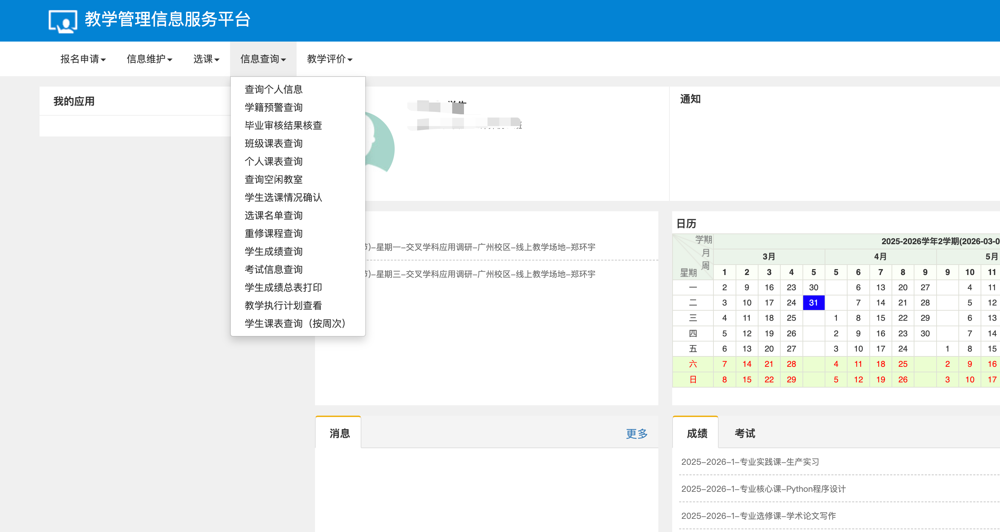 教学管理信息服务平台
报名申请
信息维护
选课
信息查询
教学评价
查询个人信息
学籍预警查询
毕业审核结果核查
班级课表查询
个人课表查询
查询空闲教室
学生选课情况确认
选课名单查询
重修课程查询
学生成绩查询
考试信息查询
学生成绩总表打印
教学执行计划查看
学生课表查询（按周次）
我的应用
通知
)-星期一-交叉学科应用调研-广州校区-线上教学场地-郑环宇
)-星期三-交叉学科应用调研-广州校区-线上教学场地-郑环宇
日历
学期 2025-2026学年2学期(2026-03-0
月 3月 4月 5月
周
星期 1 2 3 4 5 5 6 7 8 9 9 10 11
一 2 9 16 23 30 6 13 20 27 4 11
二 3 10 17 24 31 7 14 21 28 5 12
三 4 11 18 25 1 8 15 22 29 6 13
四 5 12 19 26 2 9 16 23 30 7 14
五 6 13 20 27 3 10 17 24 1 8 15
六 7 14 21 28 4 11 18 25 2 9 16
日 8 15 22 29 5 12 19 26 3 10 17
消息
更多
成绩
考试
2025-2026-1-专业实践课-生产实习
2025-2026-1-专业核心课-Python程序设计
2025-2026-1-专业选修课-学术论文写作